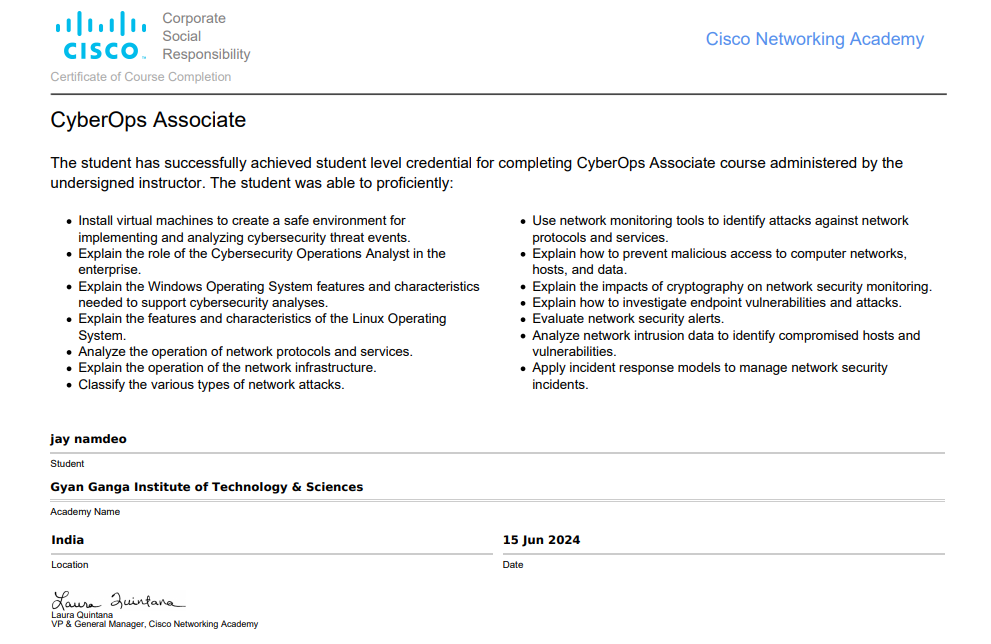 Corporate
Social
Responsibility
CISCO
Cisco Networking Academy
Certificate of Course Completion
CyberOps Associate
The student has successfully achieved student level credential for completing CyberOps Associate course administered by the
undersigned instructor. The student was able to proficiently:
• Install virtual machines to create a safe environment for
implementing and analyzing cybersecurity threat events.
• Explain the role of the Cybersecurity Operations Analyst in the
enterprise.
• Explain the Windows Operating System features and characteristics
needed to support cybersecurity analyses.
• Explain the features and characteristics of the Linux Operating
System.
• Analyze the operation of network protocols and services.
• Explain the operation of the network infrastructure.
• Classify the various types of network attacks.
• Use network monitoring tools to identify attacks against network
protocols and services.
• Explain how to prevent malicious access to computer networks,
hosts, and data.
• Explain the impacts of cryptography on network security monitoring.
• Explain how to investigate endpoint vulnerabilities and attacks.
• Evaluate network security alerts.
• Analyze network intrusion data to identify compromised hosts and
vulnerabilities.
• Apply incident response models to manage network security
incidents.
jay namdeo
Student
Gyan Ganga Institute of Technology & Sciences
Academy Name
India
Location
15 Jun 2024
Date
Laura Quintana
Laura Quintana
VP & General Manager, Cisco Networking Academy